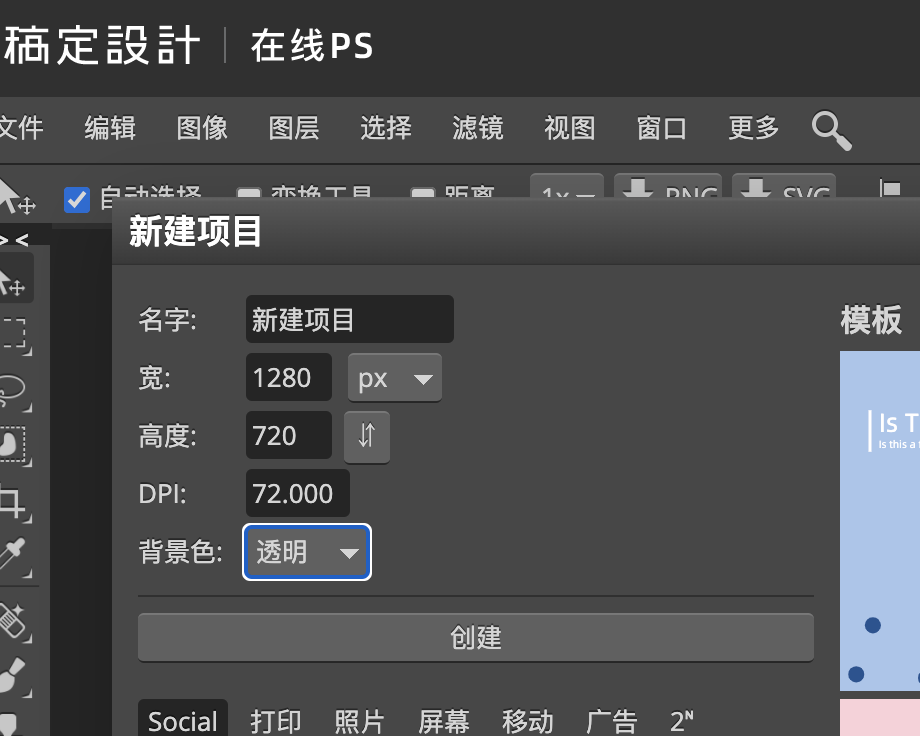 稿定設計 在线PS
文件 编辑 图像 图层 选择 滤镜 视图 窗口 更多
自动选择 变换工具 距离 1x PNG SVG
> <
新建项目
名字: 新建项目
模板
宽: 1280 px
高度: 720
Is T
Is this a
DPI: 72.000
背景色: 透明
创建
Social 打印 照片 屏幕 移动 广告 2ᴺ